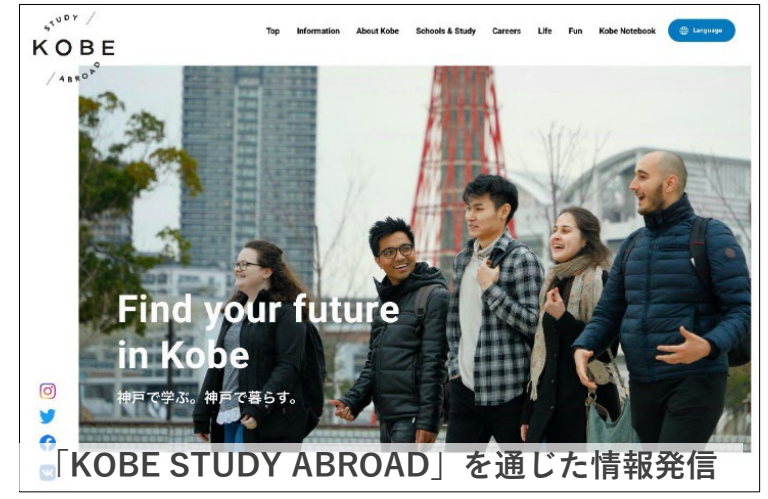 STUDY
KOBE
ABROAD
Top Information About Kobe Schools & Study Careers Life Fun Kobe Notebook Language
Find your future
in Kobe
神戸で学ぶ。神戸で暮らす。
「KOBE STUDY ABROAD」を通じた情報発信